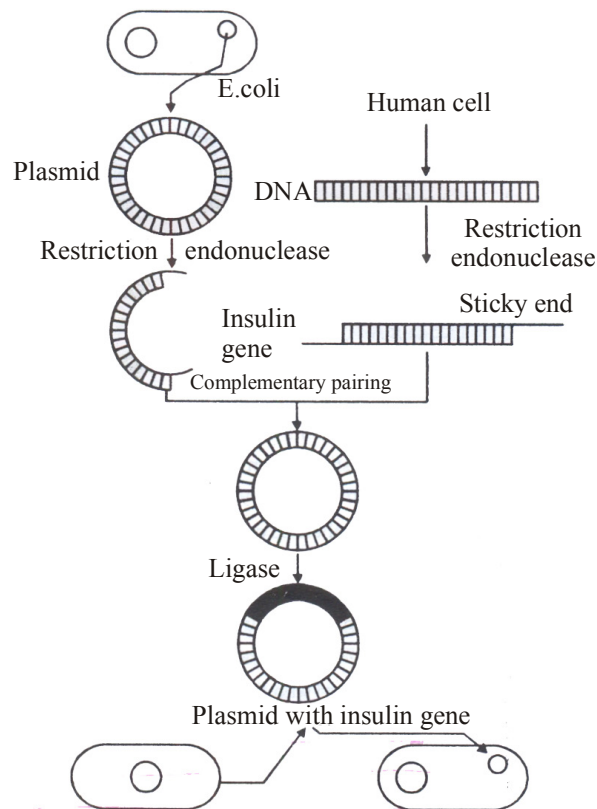 E.coli
Human cell
Plasmid
DNA
Restriction endonuclease
Restriction
endonuclease
Sticky end
Insulin
gene
Complementary pairing
Ligase
Plasmid with insulin gene